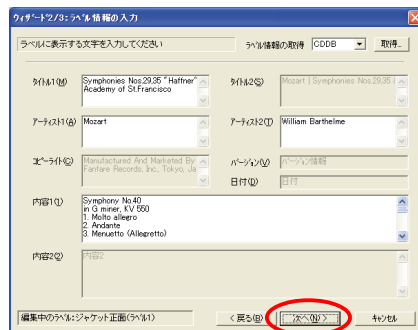 ウィザード2/3:ラベル情報の入力
ラベルに表示する文字を入力してください
ラベル情報の取得 CDDB 取得...
タイトル1(M) Symphonies Nos.29,35 "Haffner"
Academy of St.Francisco
タイトル2(S) Mozart | Symphonies Nos.29,35
アーティスト1(A) Mozart
アーティスト2(T) William Barthelme
コピーライト(C) Manufactured And Marketed By
Fanfare Records, Inc., Tokyo, Ja
バージョン(V) バージョン情報
日付(D) 日付
内容1(1) Symphony No.40
in G miner, KV 550
1. Molto allegro
2. Andante
3. Menuetto (Allegretto)
内容2(2) 内容2
編集中のラベル:ジャケット正面(ラベル1)
< 戻る(B) 次へ(N) > キャンセル